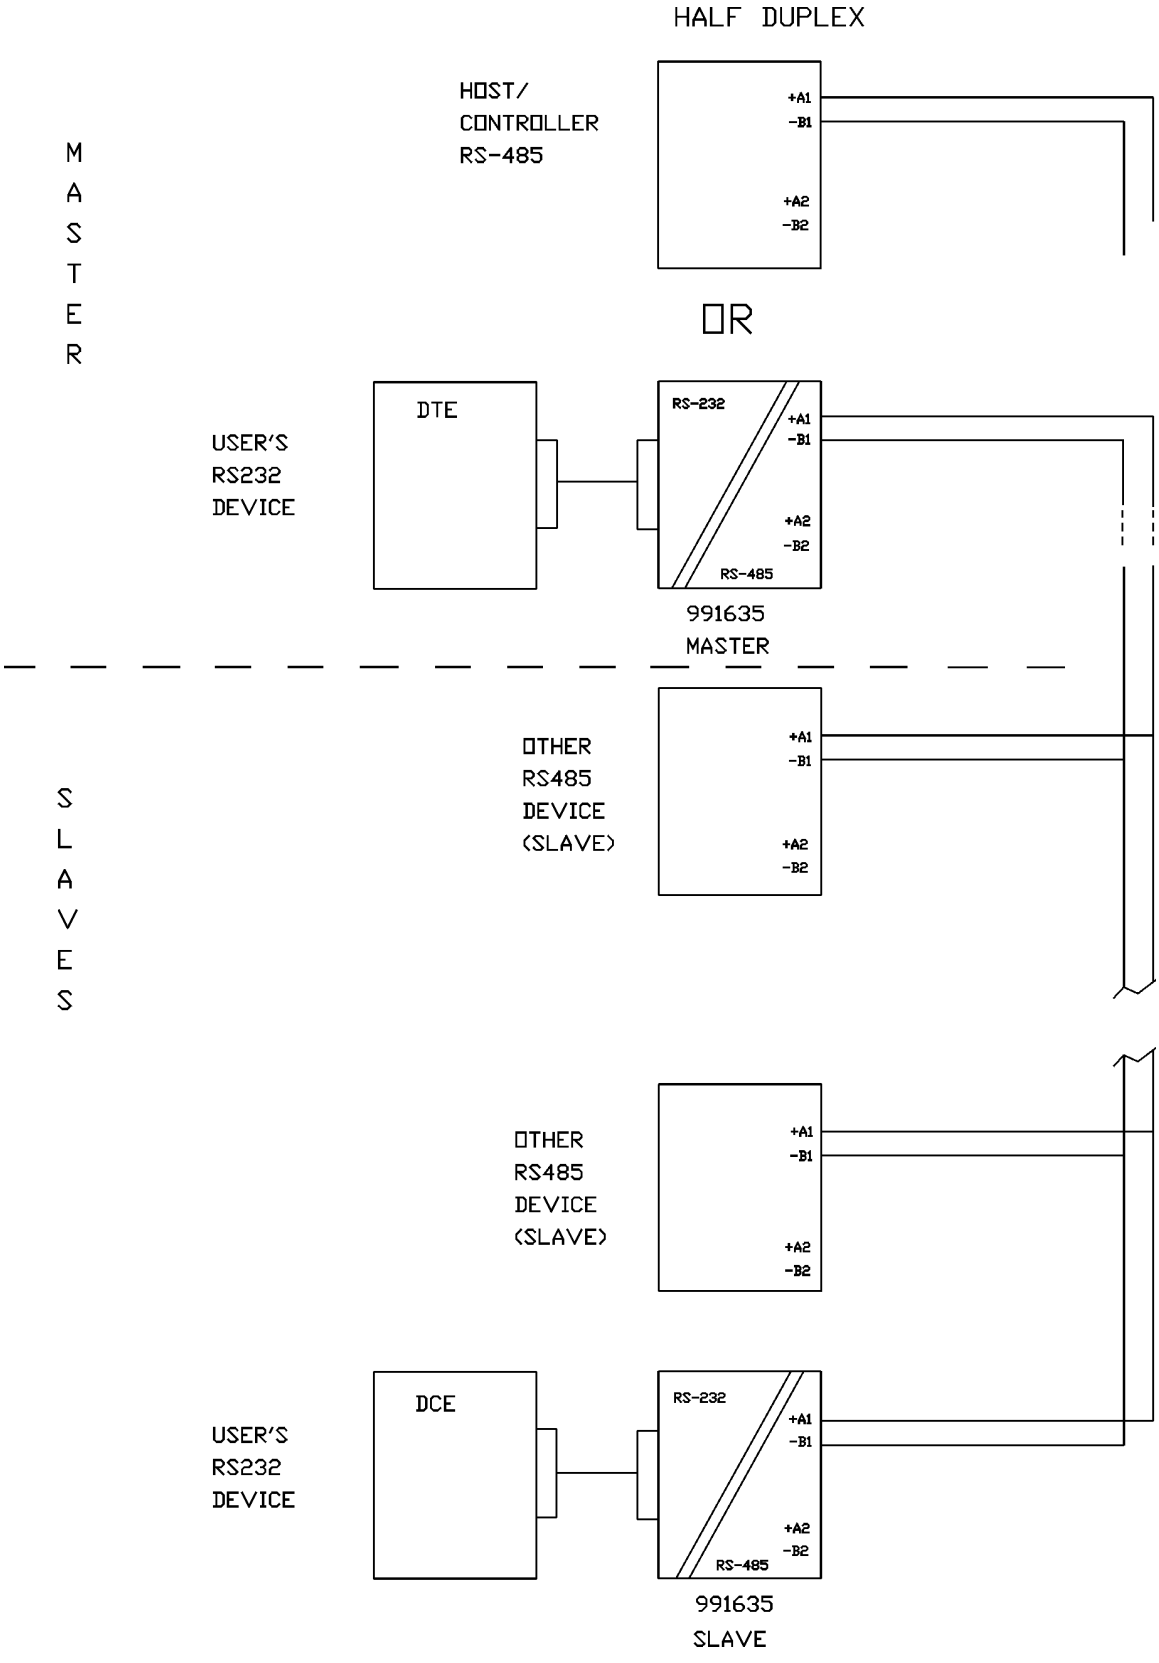 HALF DUPLEX
HOST/
CONTROLLER
RS-485
+A1
-B1
+A2
-B2
MASTER
OR
USER'S
RS232
DEVICE
DTE
RS-232
+A1
-B1
+A2
-B2
RS-485
991635
MASTER
SLAVES
OTHER
RS485
DEVICE
(SLAVE)
+A1
-B1
+A2
-B2
OTHER
RS485
DEVICE
(SLAVE)
+A1
-B1
+A2
-B2
USER'S
RS232
DEVICE
DCE
RS-232
+A1
-B1
+A2
-B2
RS-485
991635
SLAVE